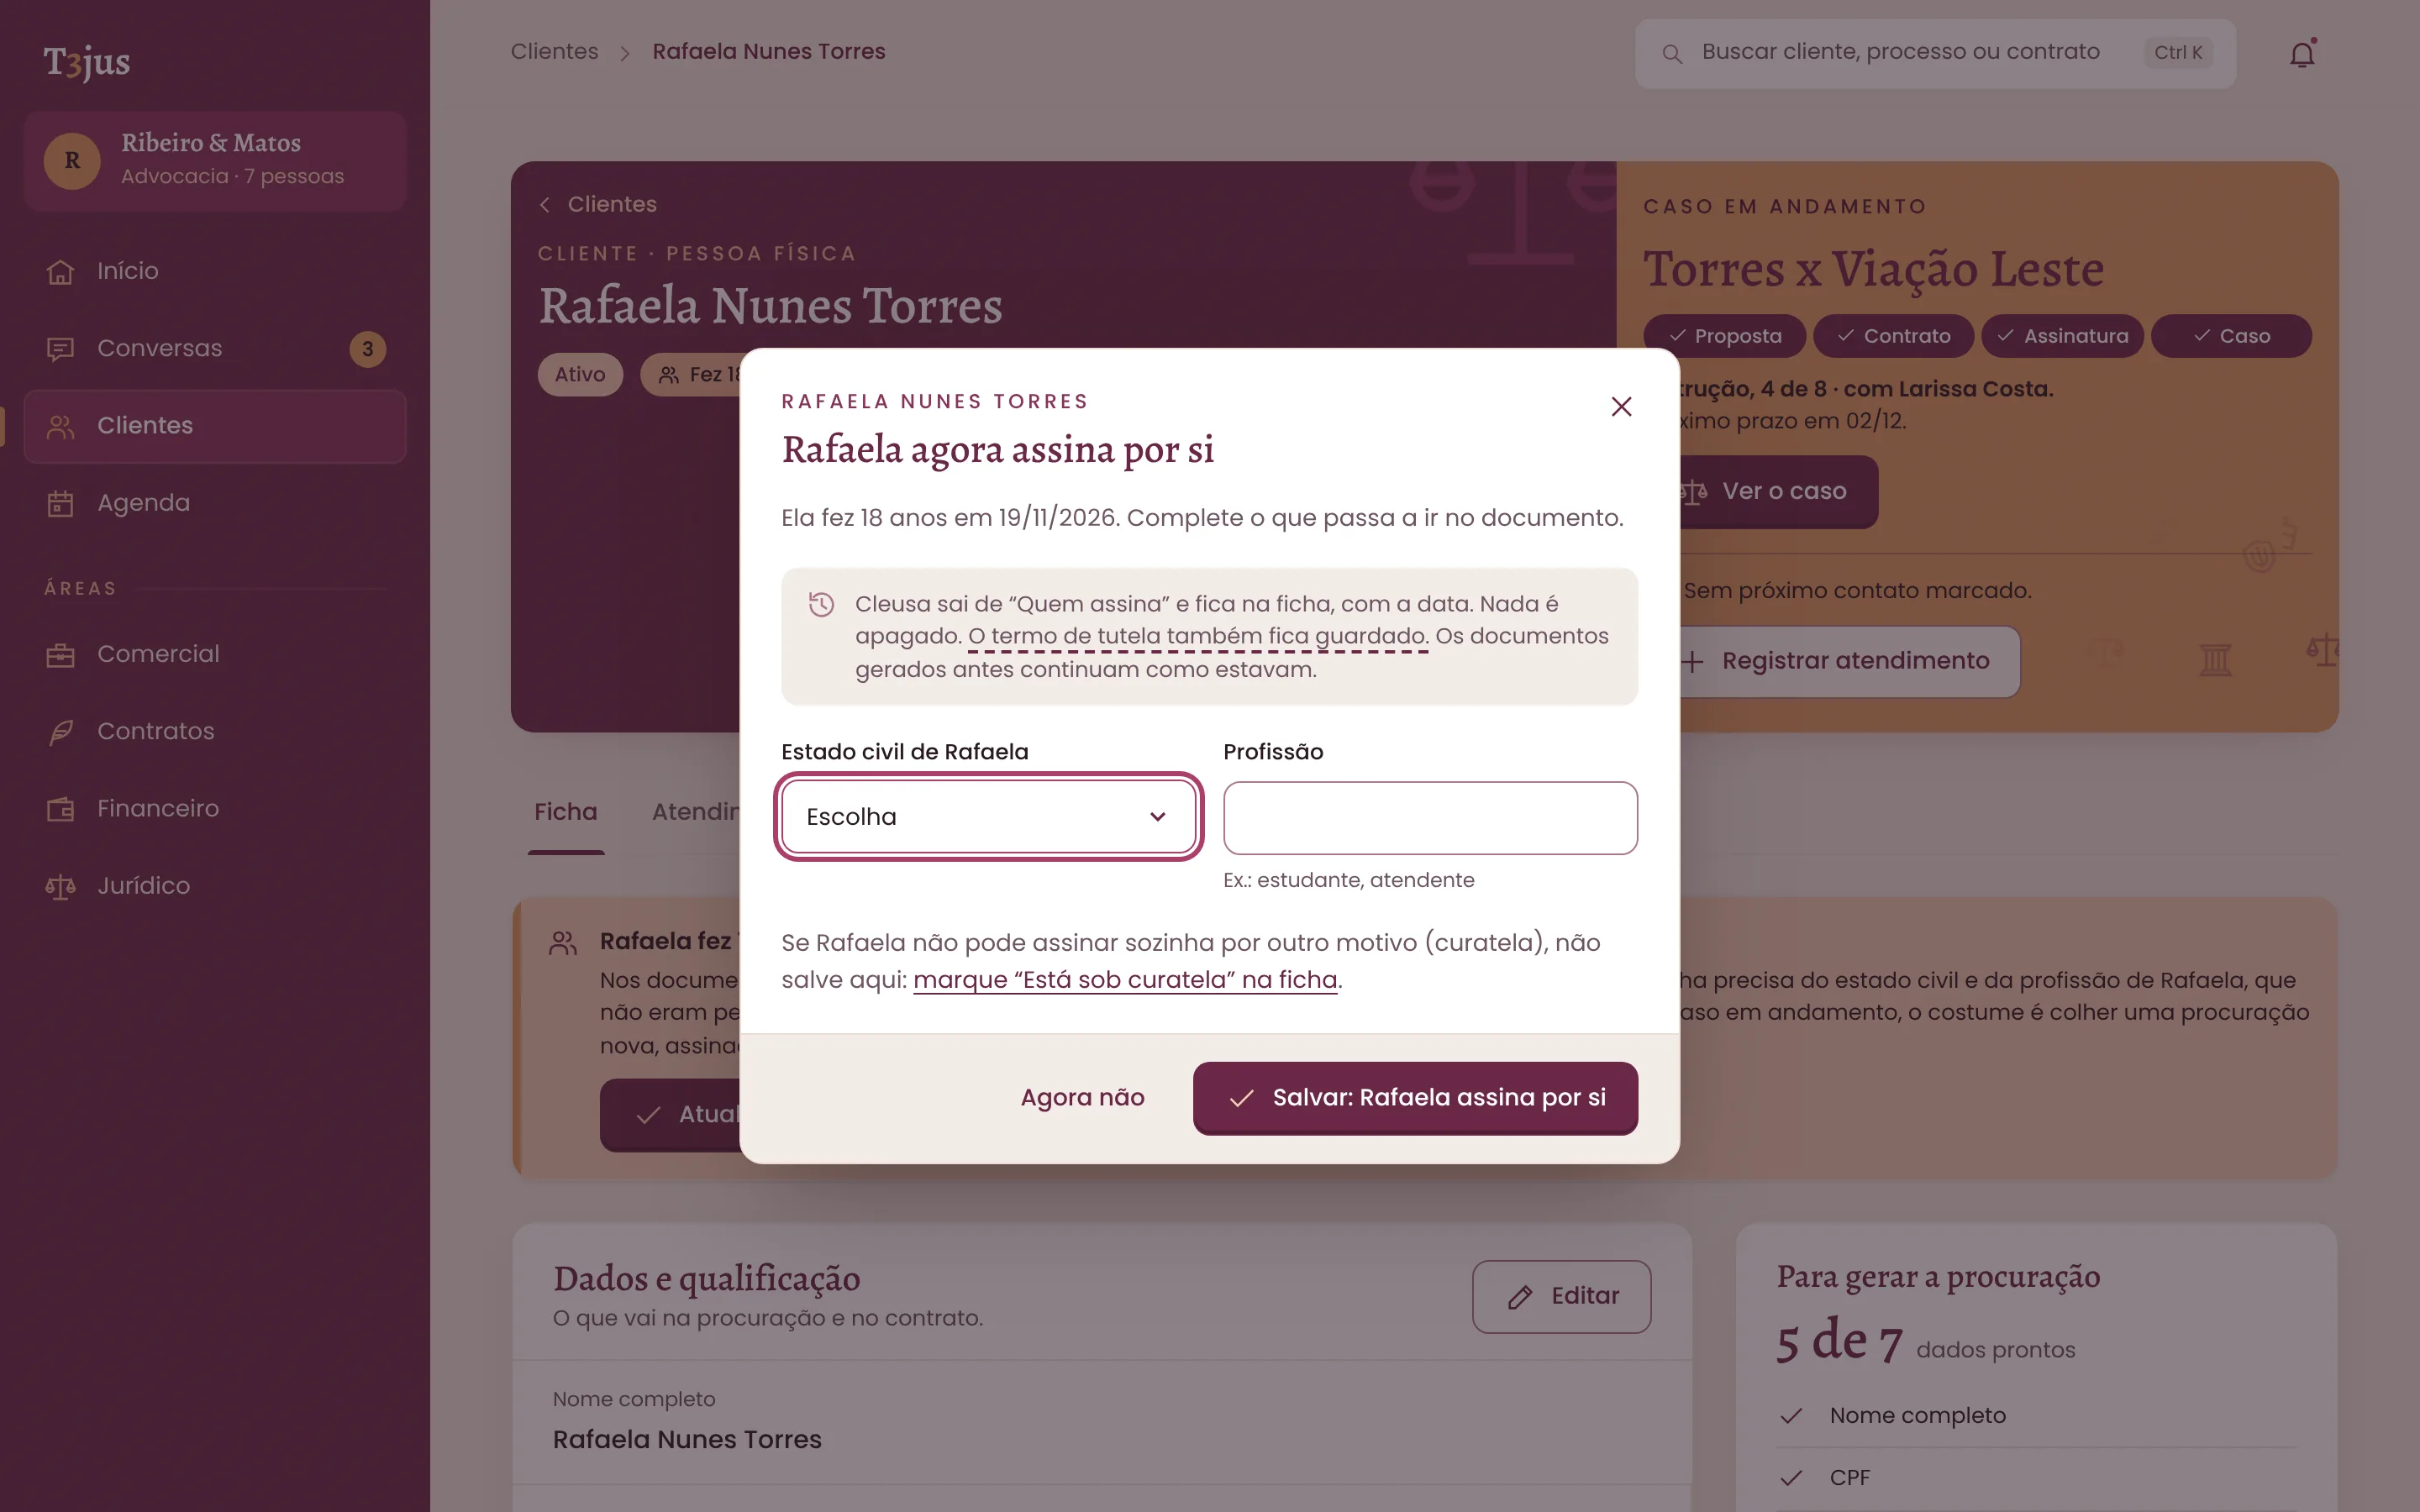 T3jus
R
Ribeiro & Matos
Advocacia · 7 pessoas
Início
Conversas
3
Clientes
Agenda
ÁREAS
Comercial
Contratos
Financeiro
Jurídico
Clientes
Rafaela Nunes Torres
Buscar cliente, processo ou contrato
Ctrl K
Clientes
CLIENTE · PESSOA FÍSICA
Rafaela Nunes Torres
Ativo
Fez
CASO EM ANDAMENTO
Torres x Viação Leste
Proposta
Contrato
Assinatura
Caso
4 de 8 · com Larissa Costa.
prazo em 02/12.
Ver o caso
Sem próximo contato marcado.
Registrar atendimento
RAFAELA NUNES TORRES
Rafaela agora assina por si
Ela fez 18 anos em 19/11/2026. Complete o que passa a ir no documento.
Cleusa sai de “Quem assina” e fica na ficha, com a data. Nada é
apagado. O termo de tutela também fica guardado. Os documentos
gerados antes continuam como estavam.
Estado civil de Rafaela
Escolha
Profissão
Ex.: estudante, atendente
Se Rafaela não pode assinar sozinha por outro motivo (curatela), não
salve aqui: marque “Está sob curatela” na ficha.
Agora não
Salvar: Rafaela assina por si
Ficha
Rafaela fez
Nos
precisa do estado civil e da profissão de Rafaela, que
não eram
em andamento, o costume é colher uma procuração
nova,
Dados e qualificação
O que vai na procuração e no contrato.
Editar
Nome completo
Rafaela Nunes Torres
Para gerar a procuração
5 de 7 dados prontos
Nome completo
CPF